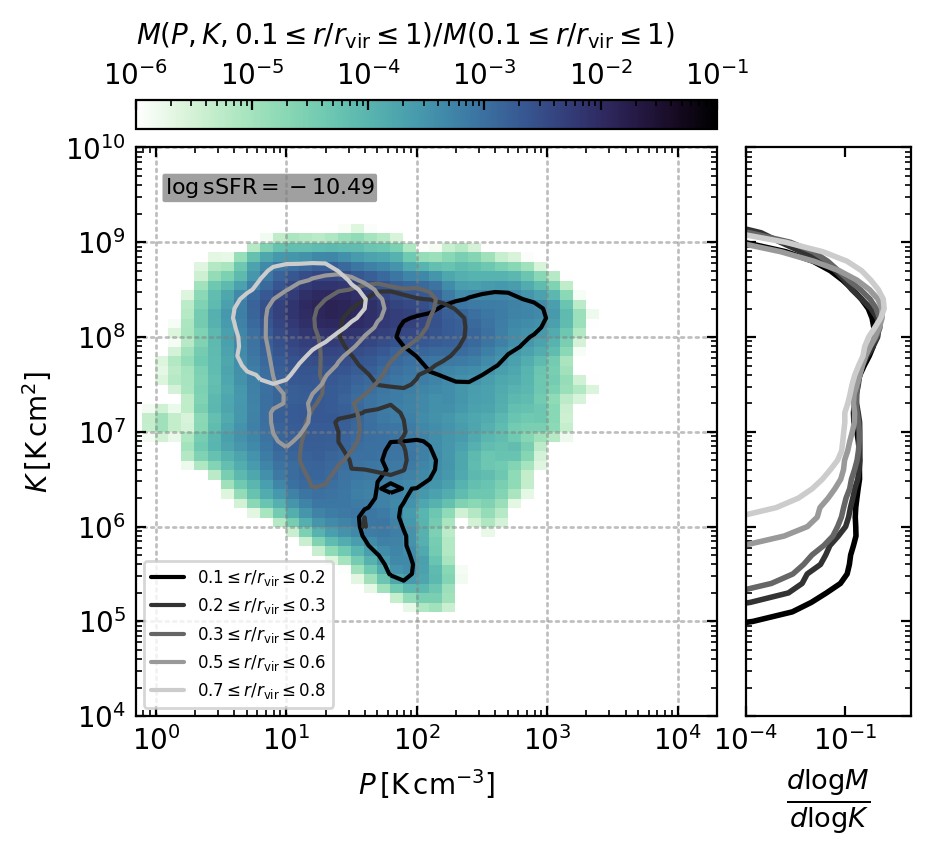 M(P, K, 0.1 ≤ r/r_vir ≤ 1)/M(0.1 ≤ r/r_vir ≤ 1)
10^−6 10^−5 10^−4 10^−3 10^−2 10^−1
log sSFR = −10.49
10^10
10^9
10^8
10^7
10^6
10^5
10^4
K [K cm^2]
0.1 ≤ r/r_vir ≤ 0.2
0.2 ≤ r/r_vir ≤ 0.3
0.3 ≤ r/r_vir ≤ 0.4
0.5 ≤ r/r_vir ≤ 0.6
0.7 ≤ r/r_vir ≤ 0.8
10^0 10^1 10^2 10^3 10^4
P [K cm^−3]
10^−4 10^−1
dlogM
dlogK